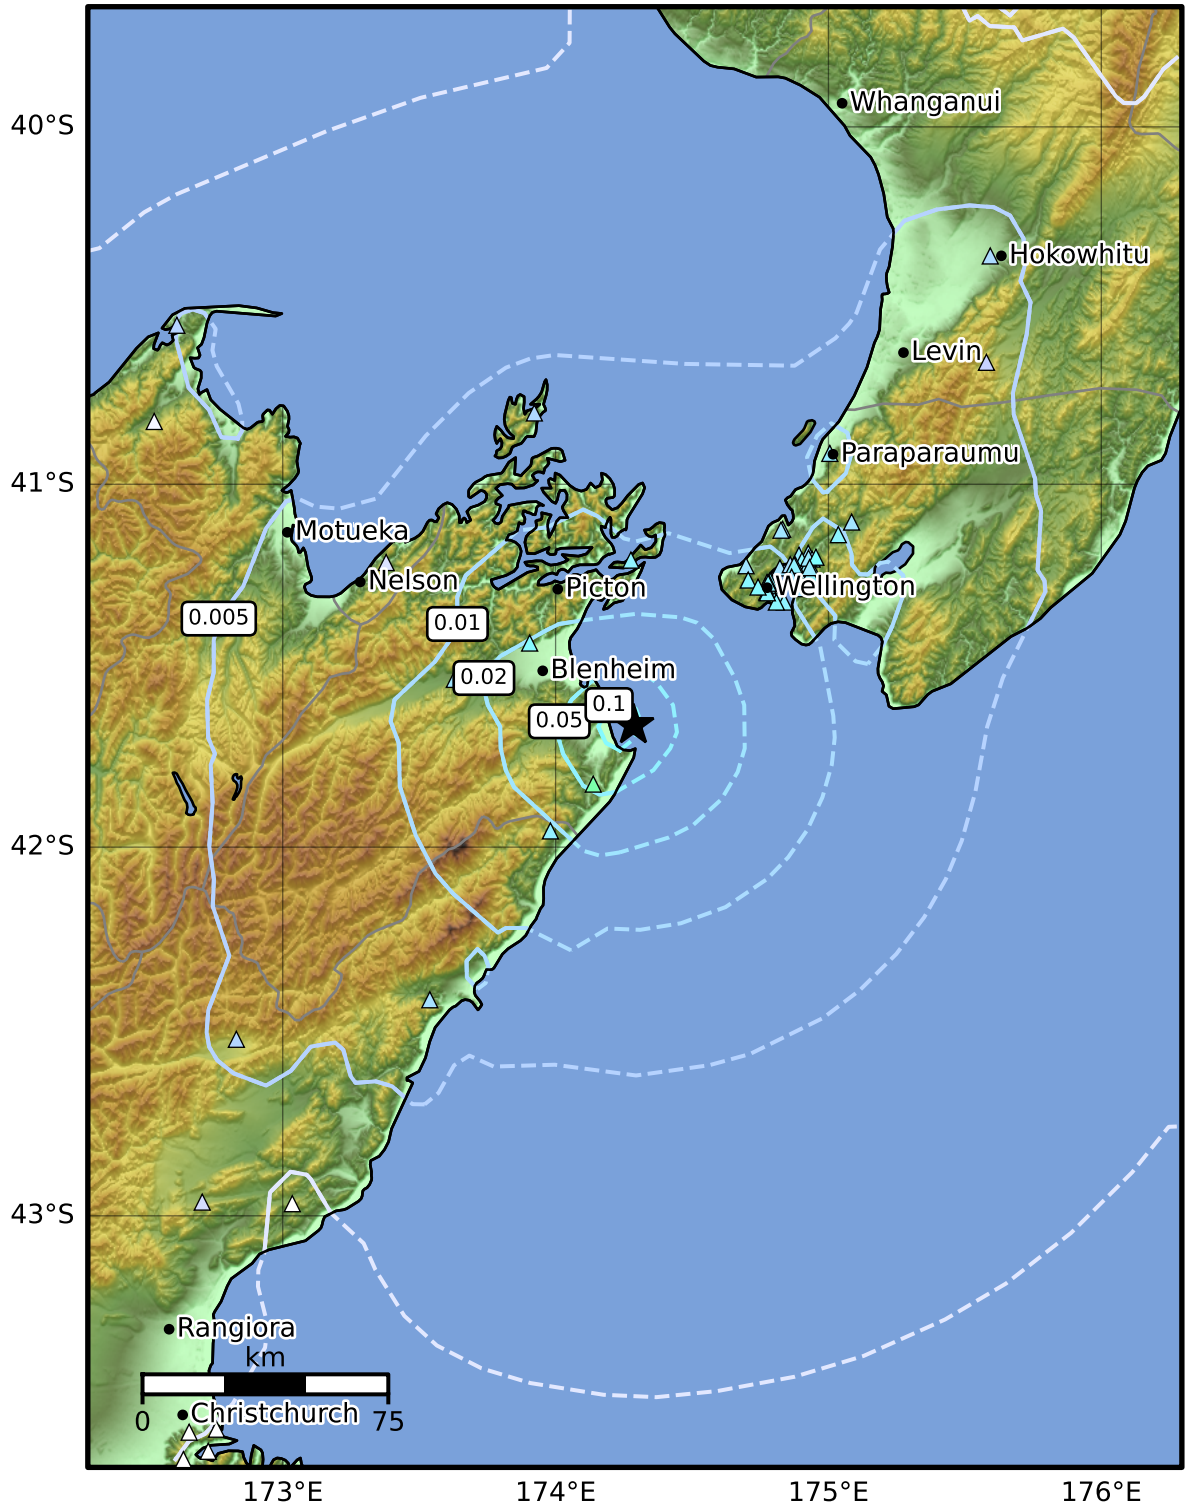 Whanganui
40°S
Hokowhitu
Levin
Paraparaumu
41°S
Motueka
Nelson
Picton
Wellington
0.005
0.01
Blenheim
0.02
0.1
0.05
42°S
43°S
Rangiora
km
Christchurch
0
75
173°E
174°E
175°E
176°E